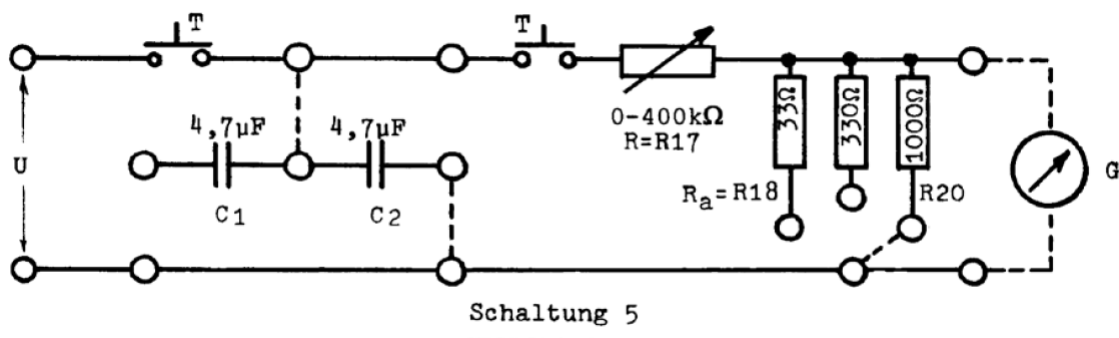 T
T
4,7µF
4,7µF
C1
C2
U
0-400kΩ
R=R17
33Ω
330Ω
1000Ω
Ra=R18
R20
G
Schaltung 5